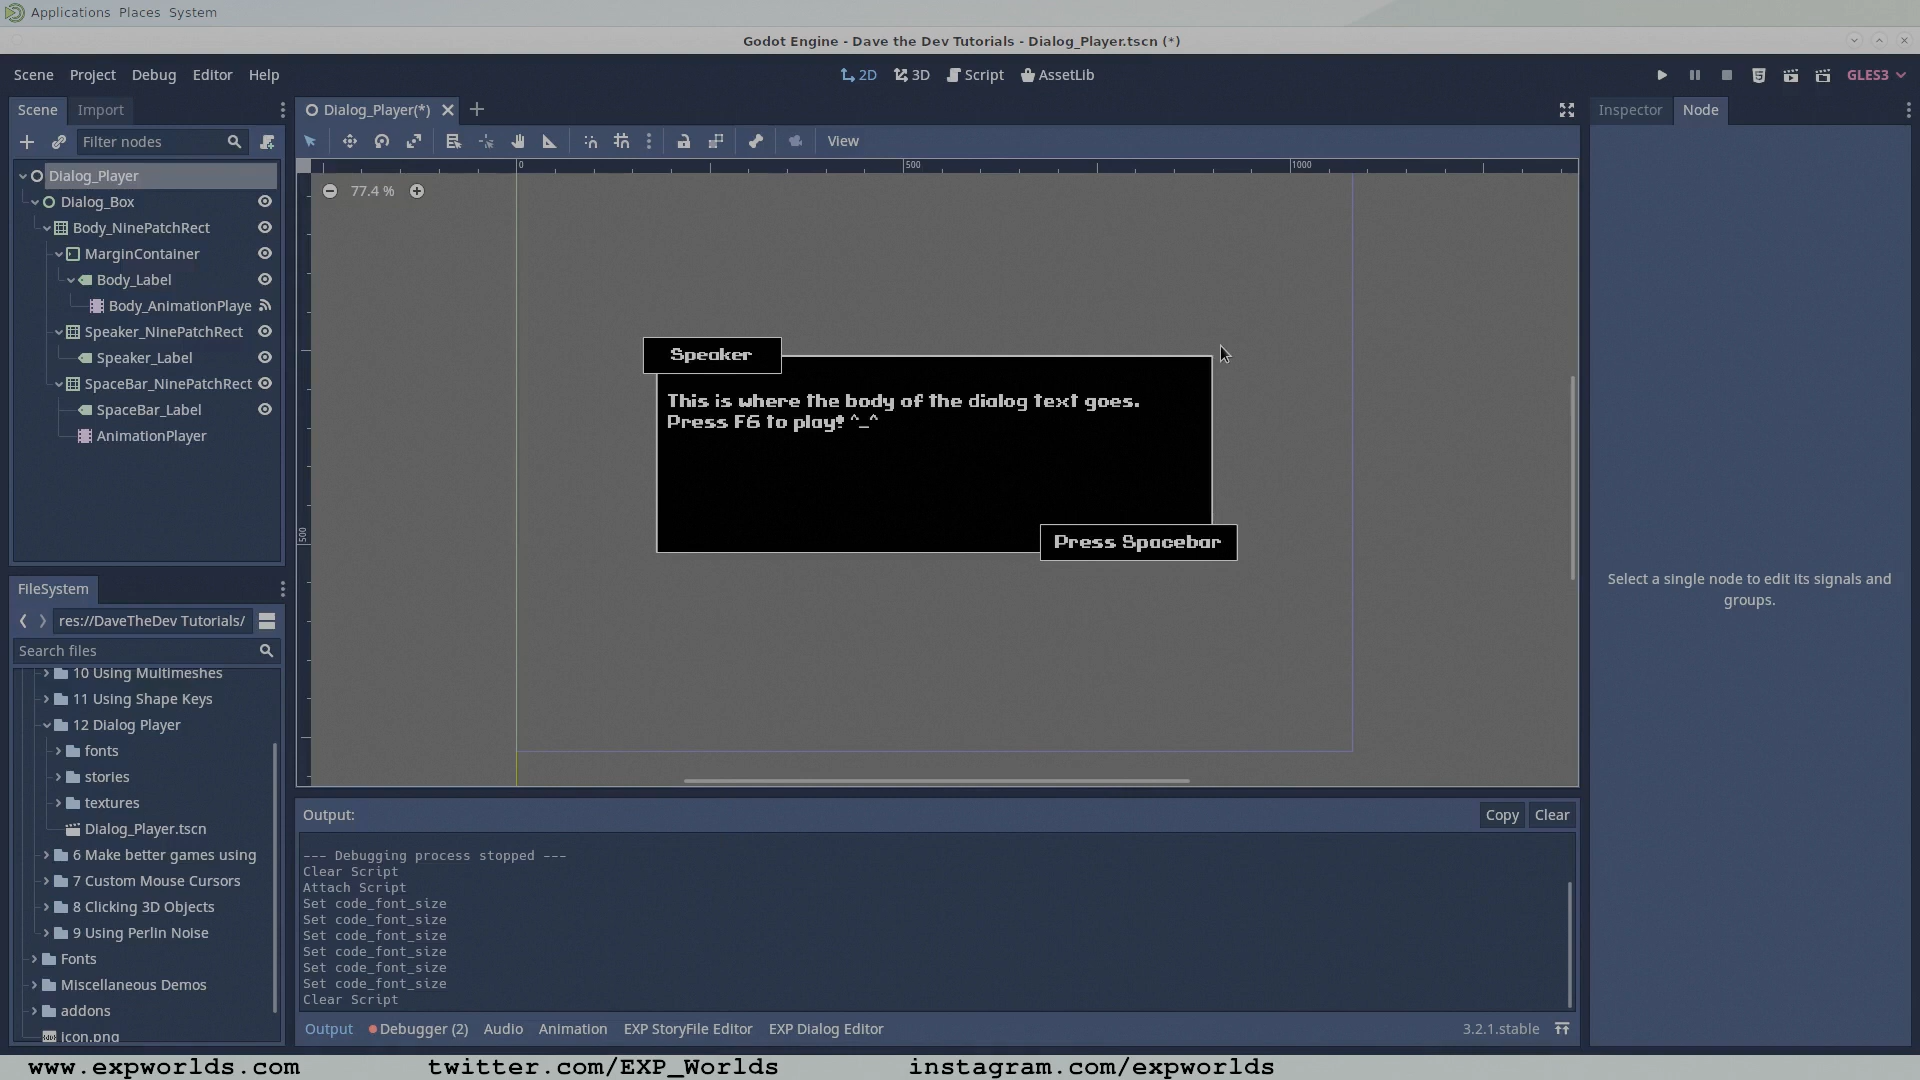 Applications Places System
Godot Engine - Dave the Dev Tutorials - Dialog_Player.tscn (*)
Scene Project Debug Editor Help
2D 3D Script AssetLib
GLES3
Scene Import
Filter nodes
Dialog_Player
Dialog_Box
Body_NinePatchRect
MarginContainer
Body_Label
Body_AnimationPlaye
Speaker_NinePatchRect
Speaker_Label
SpaceBar_NinePatchRect
SpaceBar_Label
AnimationPlayer
FileSystem
res://DaveTheDev Tutorials/
Search files
10 Using Multimeshes
11 Using Shape Keys
12 Dialog Player
fonts
stories
textures
Dialog_Player.tscn
6 Make better games using
7 Custom Mouse Cursors
8 Clicking 3D Objects
9 Using Perlin Noise
Fonts
Miscellaneous Demos
addons
icon.png
Dialog_Player(*)
View
0 500 1000
77.4 %
500
Speaker
This is where the body of the dialog text goes.
Press F6 to play! ^_^
Press Spacebar
Output:
Copy Clear
--- Debugging process stopped ---
Clear Script
Attach Script
Set code_font_size
Set code_font_size
Set code_font_size
Set code_font_size
Set code_font_size
Set code_font_size
Clear Script
Output Debugger (2) Audio Animation EXP StoryFile Editor EXP Dialog Editor
3.2.1.stable
Inspector Node
Select a single node to edit its signals and
groups.
www.expworlds.com twitter.com/EXP_Worlds instagram.com/expworlds